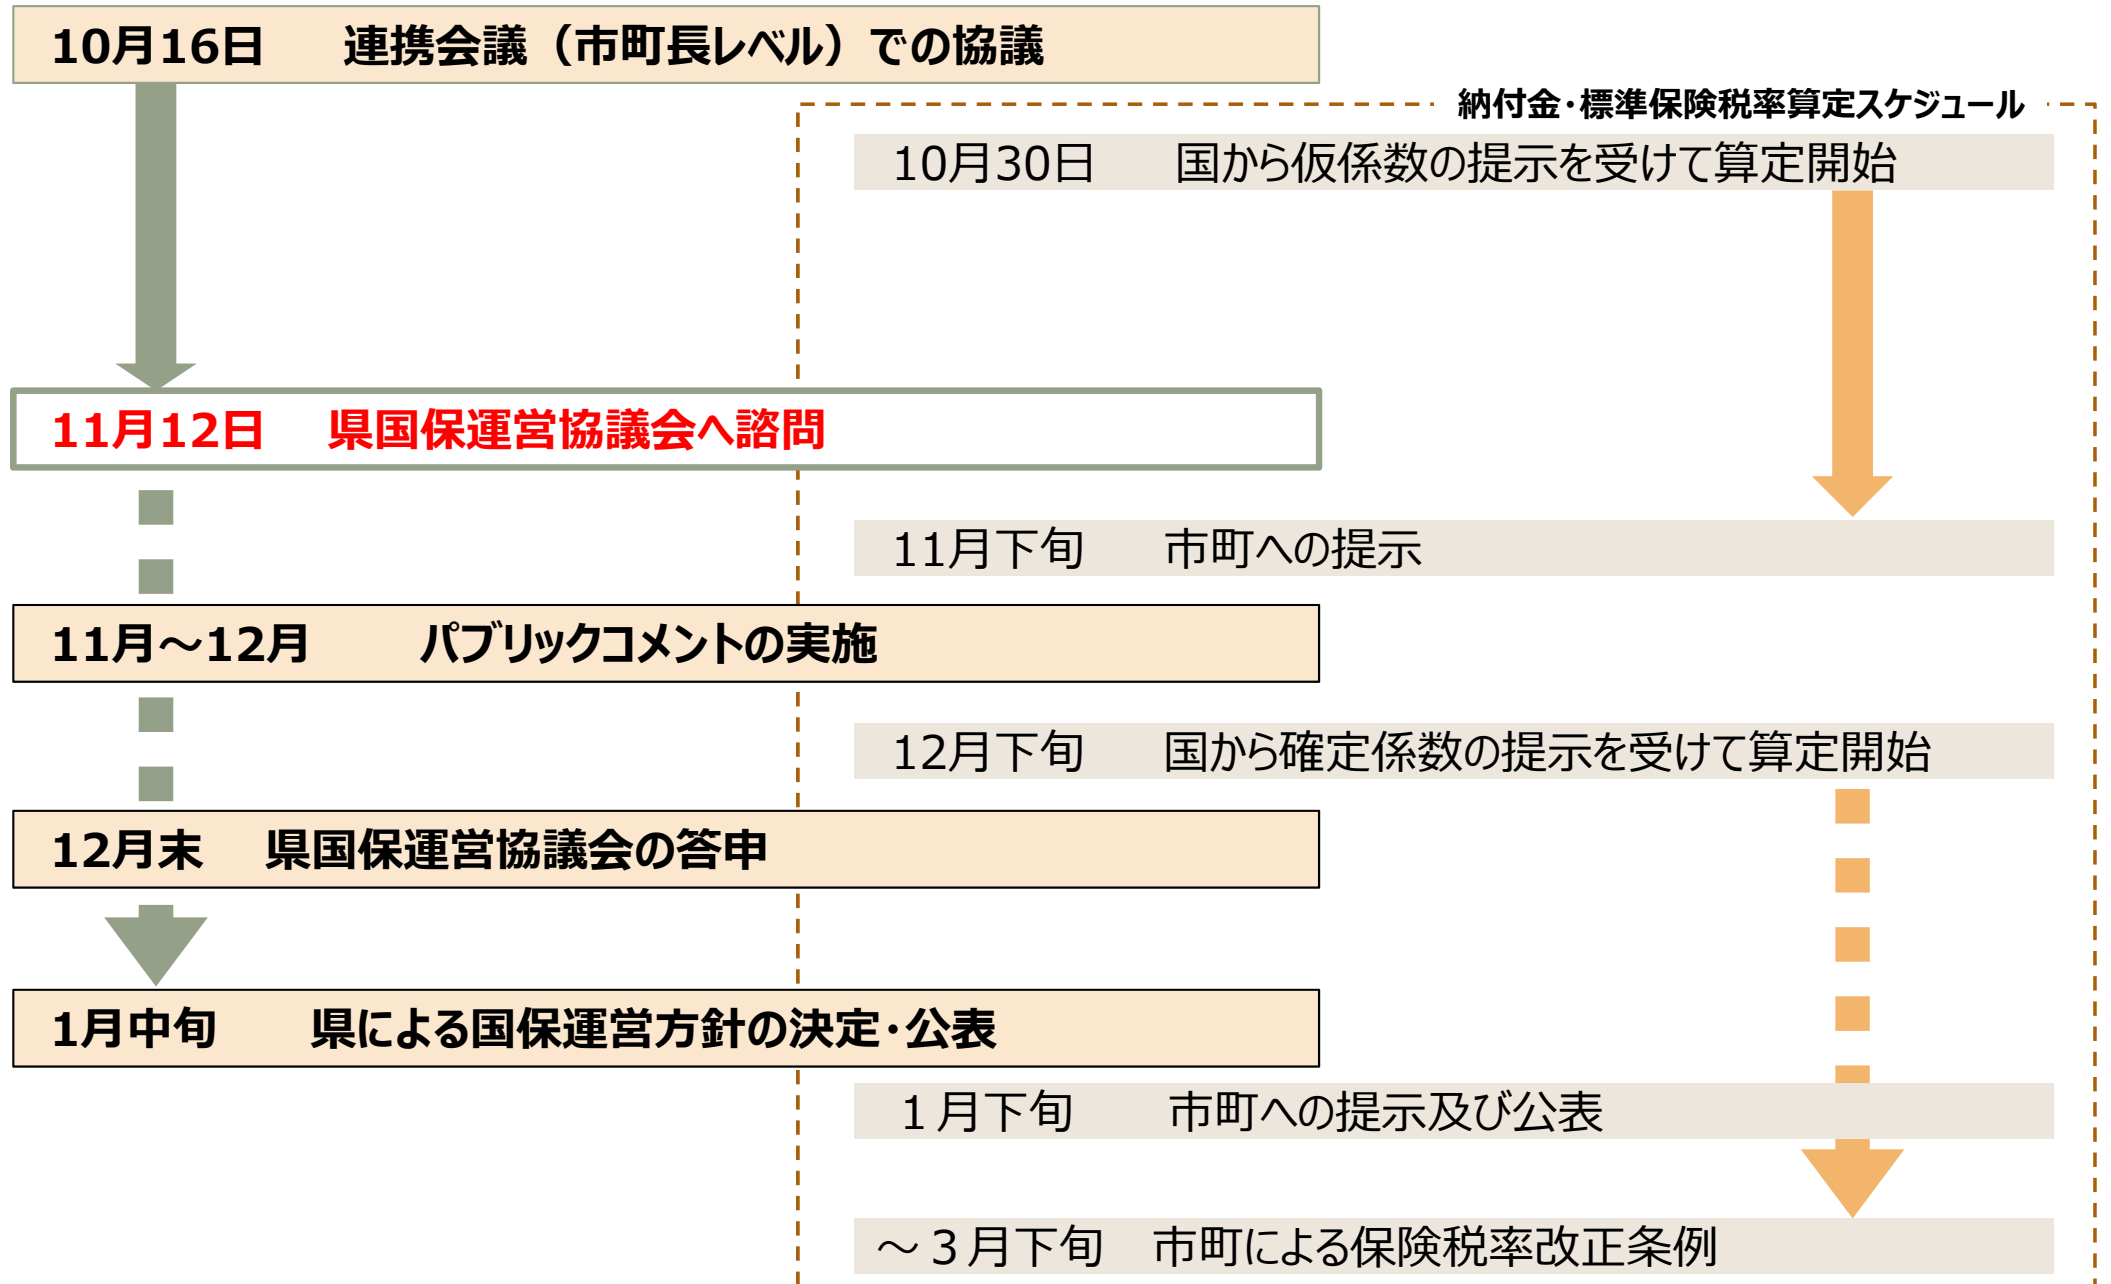 10月16日 連携会議（市町長レベル）での協議
納付金・標準保険税率算定スケジュール
10月30日 国から仮係数の提示を受けて算定開始
11月12日 県国保運営協議会へ諮問
11月下旬 市町への提示
11月～12月 パブリックコメントの実施
12月下旬 国から確定係数の提示を受けて算定開始
12月末 県国保運営協議会の答申
1月中旬 県による国保運営方針の決定・公表
１月下旬 市町への提示及び公表
～３月下旬 市町による保険税率改正条例